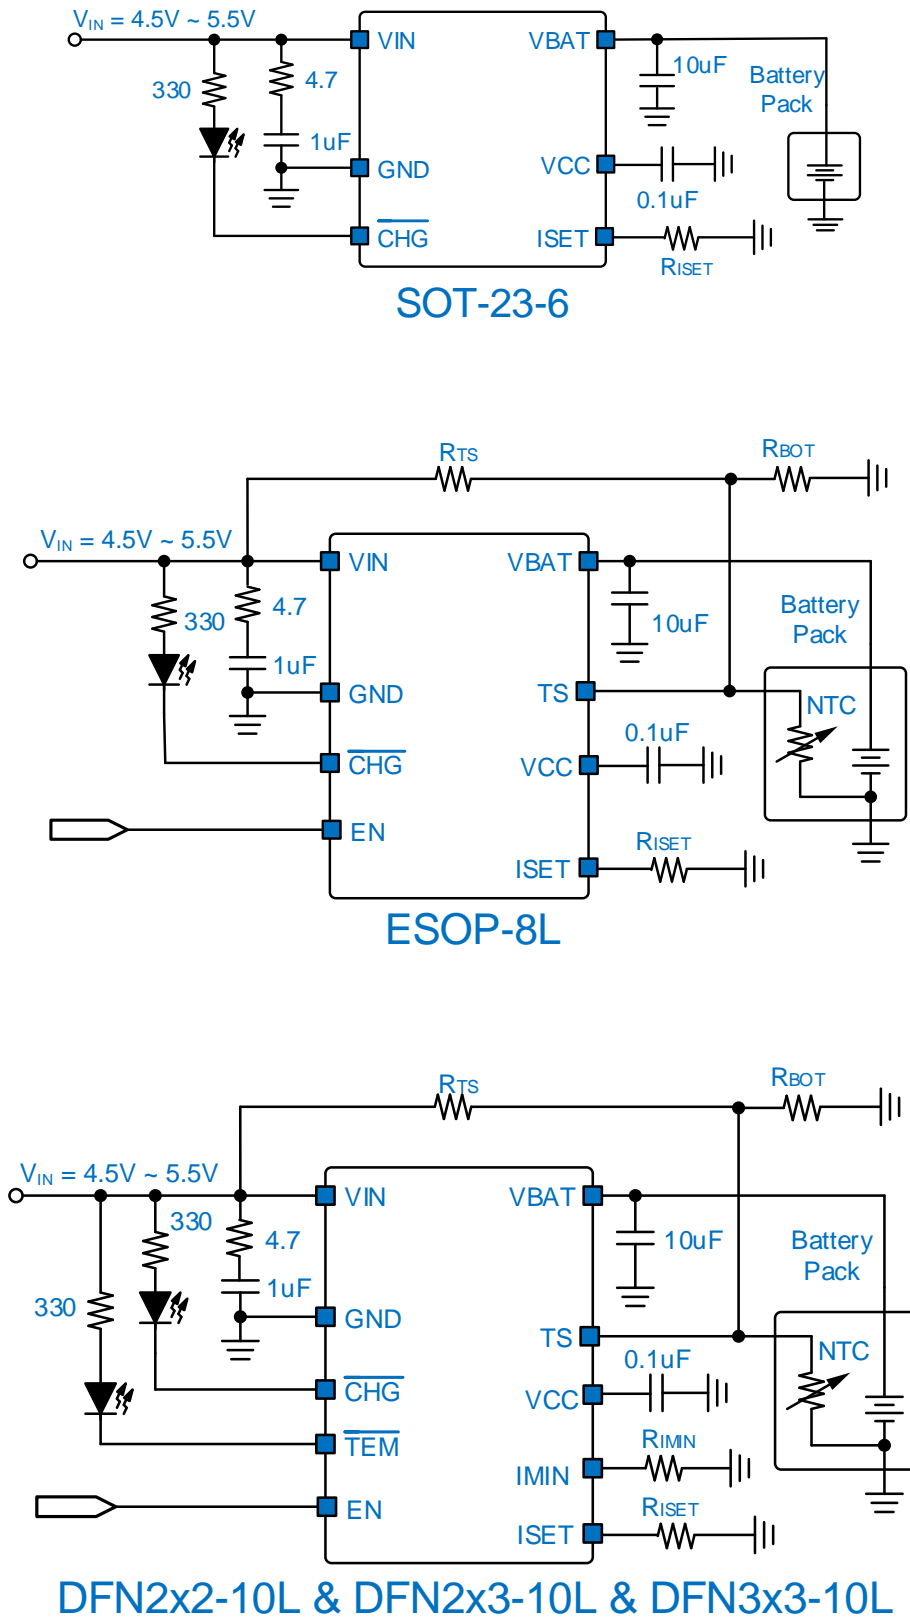 VIN = 4.5V ~ 5.5V
VIN
VBAT
330
4.7
10uF
Battery
Pack
1uF
GND
VCC
0.1uF
CHG
ISET
RISET
SOT-23-6
RTS
RBOT
VIN = 4.5V ~ 5.5V
VIN
VBAT
330
4.7
10uF
Battery
Pack
1uF
GND
TS
NTC
0.1uF
CHG
VCC
EN
RISET
ISET
ESOP-8L
RTS
RBOT
VIN = 4.5V ~ 5.5V
VIN
VBAT
330
4.7
10uF
Battery
Pack
330
1uF
GND
TS
NTC
0.1uF
CHG
VCC
TEM
RIMIN
IMIN
EN
RISET
ISET
DFN2x2-10L & DFN2x3-10L & DFN3x3-10L